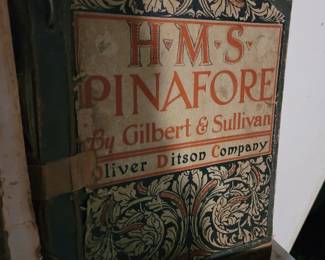 H·M·S·
PINAFORE
By Gilbert & Sullivan
Oliver Ditson Company